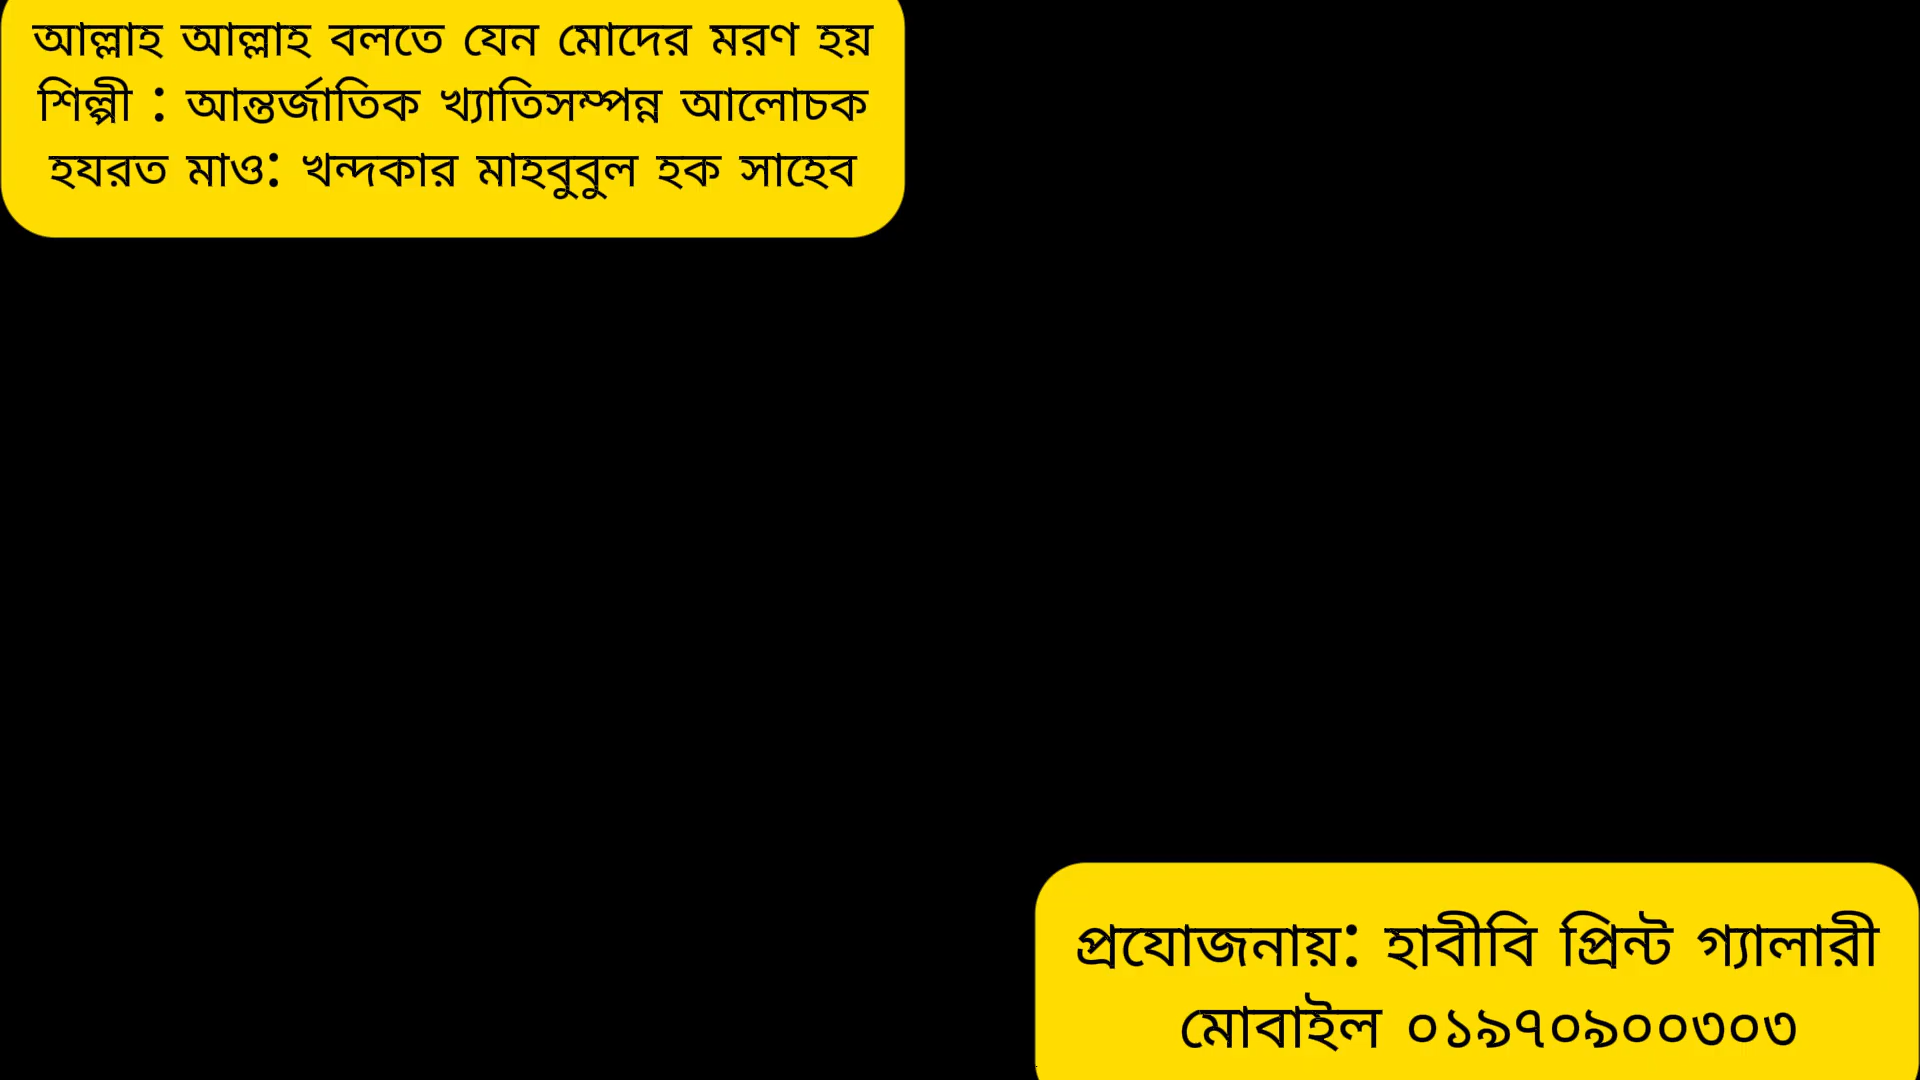 আল্লাহ আল্লাহ বলতে যেন মোদের মরণ হয়
শিল্পী : আন্তর্জাতিক খ্যাতিসম্পন্ন আলোচক
হযরত মাও: খন্দকার মাহবুবুল হক সাহেব
প্রযোজনায়: হাবীবি প্রিন্ট গ্যালারী
মোবাইল ০১৯৭০৯০০৩০৩